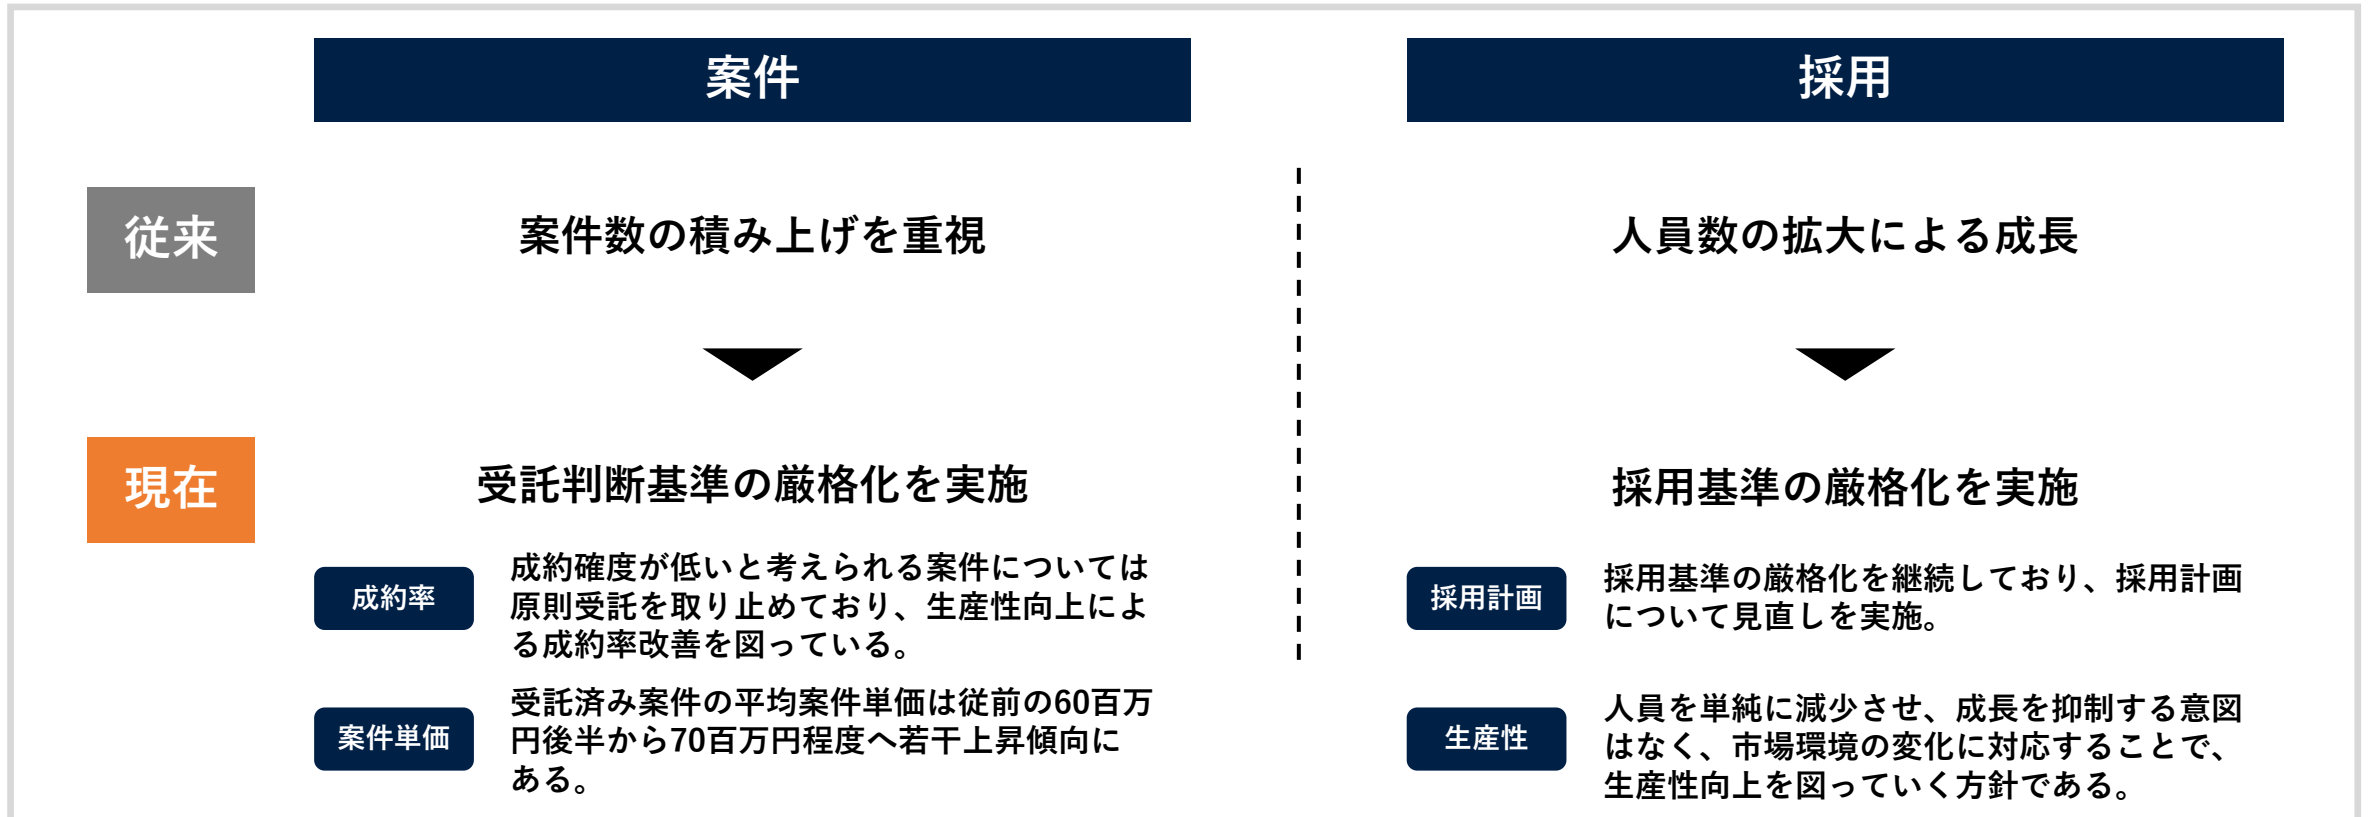 案件
採用
従来
案件数の積み上げを重視
人員数の拡大による成長
現在
受託判断基準の厳格化を実施
採用基準の厳格化を実施
成約率
成約確度が低いと考えられる案件については
原則受託を取り止めており、生産性向上によ
る成約率改善を図っている。
案件単価
受託済み案件の平均案件単価は従前の60百万
円後半から70百万円程度へ若干上昇傾向に
ある。
採用計画
採用基準の厳格化を継続しており、採用計画
について見直しを実施。
生産性
人員を単純に減少させ、成長を抑制する意図
はなく、市場環境の変化に対応することで、
生産性向上を図っていく方針である。